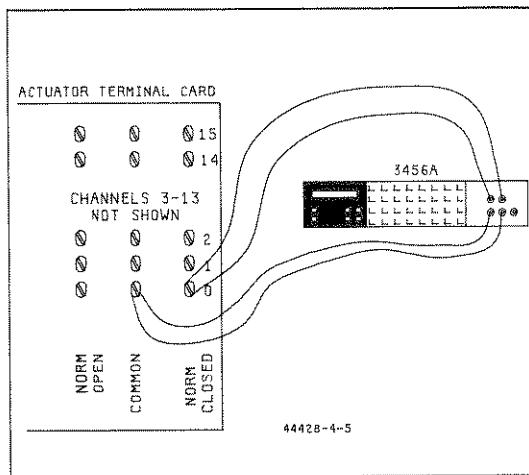 ACTUATOR TERMINAL CARD
15
14
3456A
CHANNELS 3-13
NOT SHOWN
2
1
0
NORM
OPEN
COMMON
NORM
CLOSED
44428-4-5